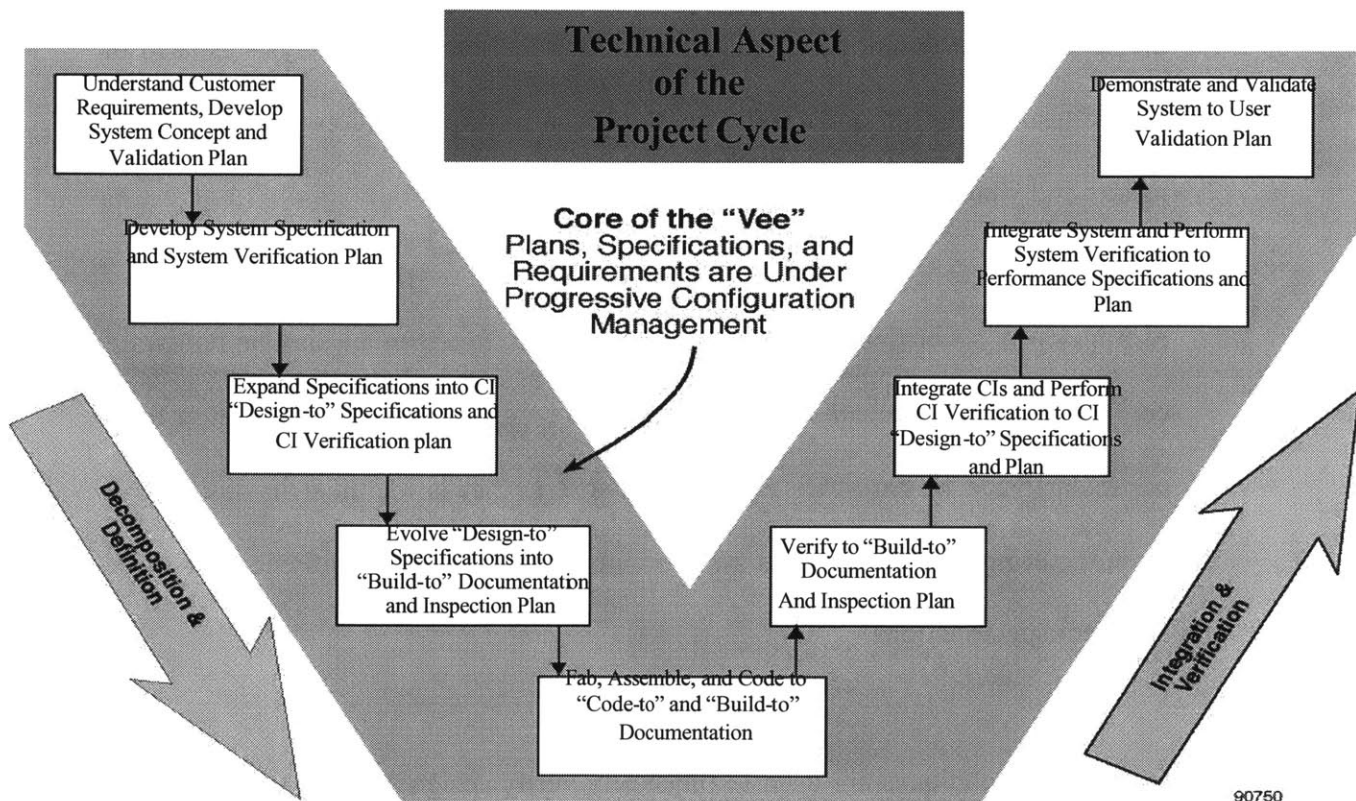 Technical Aspect
of the
Project Cycle
Understand Customer
Requirements, Develop
System Concept and
Validation Plan
Develop System Specification
and System Verification Plan
Expand Specifications into CI
“Design-to” Specifications and
CI Verification plan
Evolve “Design-to”
Specifications into
“Build-to” Documentation
and Inspection Plan
Fab, Assemble, and Code to
“Code-to” and “Build-to”
Documentation
Verify to “Build-to”
Documentation
And Inspection Plan
Integrate CIs and Perform
CI Verification to CI
“Design-to” Specifications
and Plan
Integrate System and Perform
System Verification to
Performance Specifications and
Plan
Demonstrate and Validate
System to User
Validation Plan
Core of the “Vee”
Plans, Specifications, and
Requirements are Under
Progressive Configuration
Management
Decomposition &
Definition
Integration &
Verification
90750